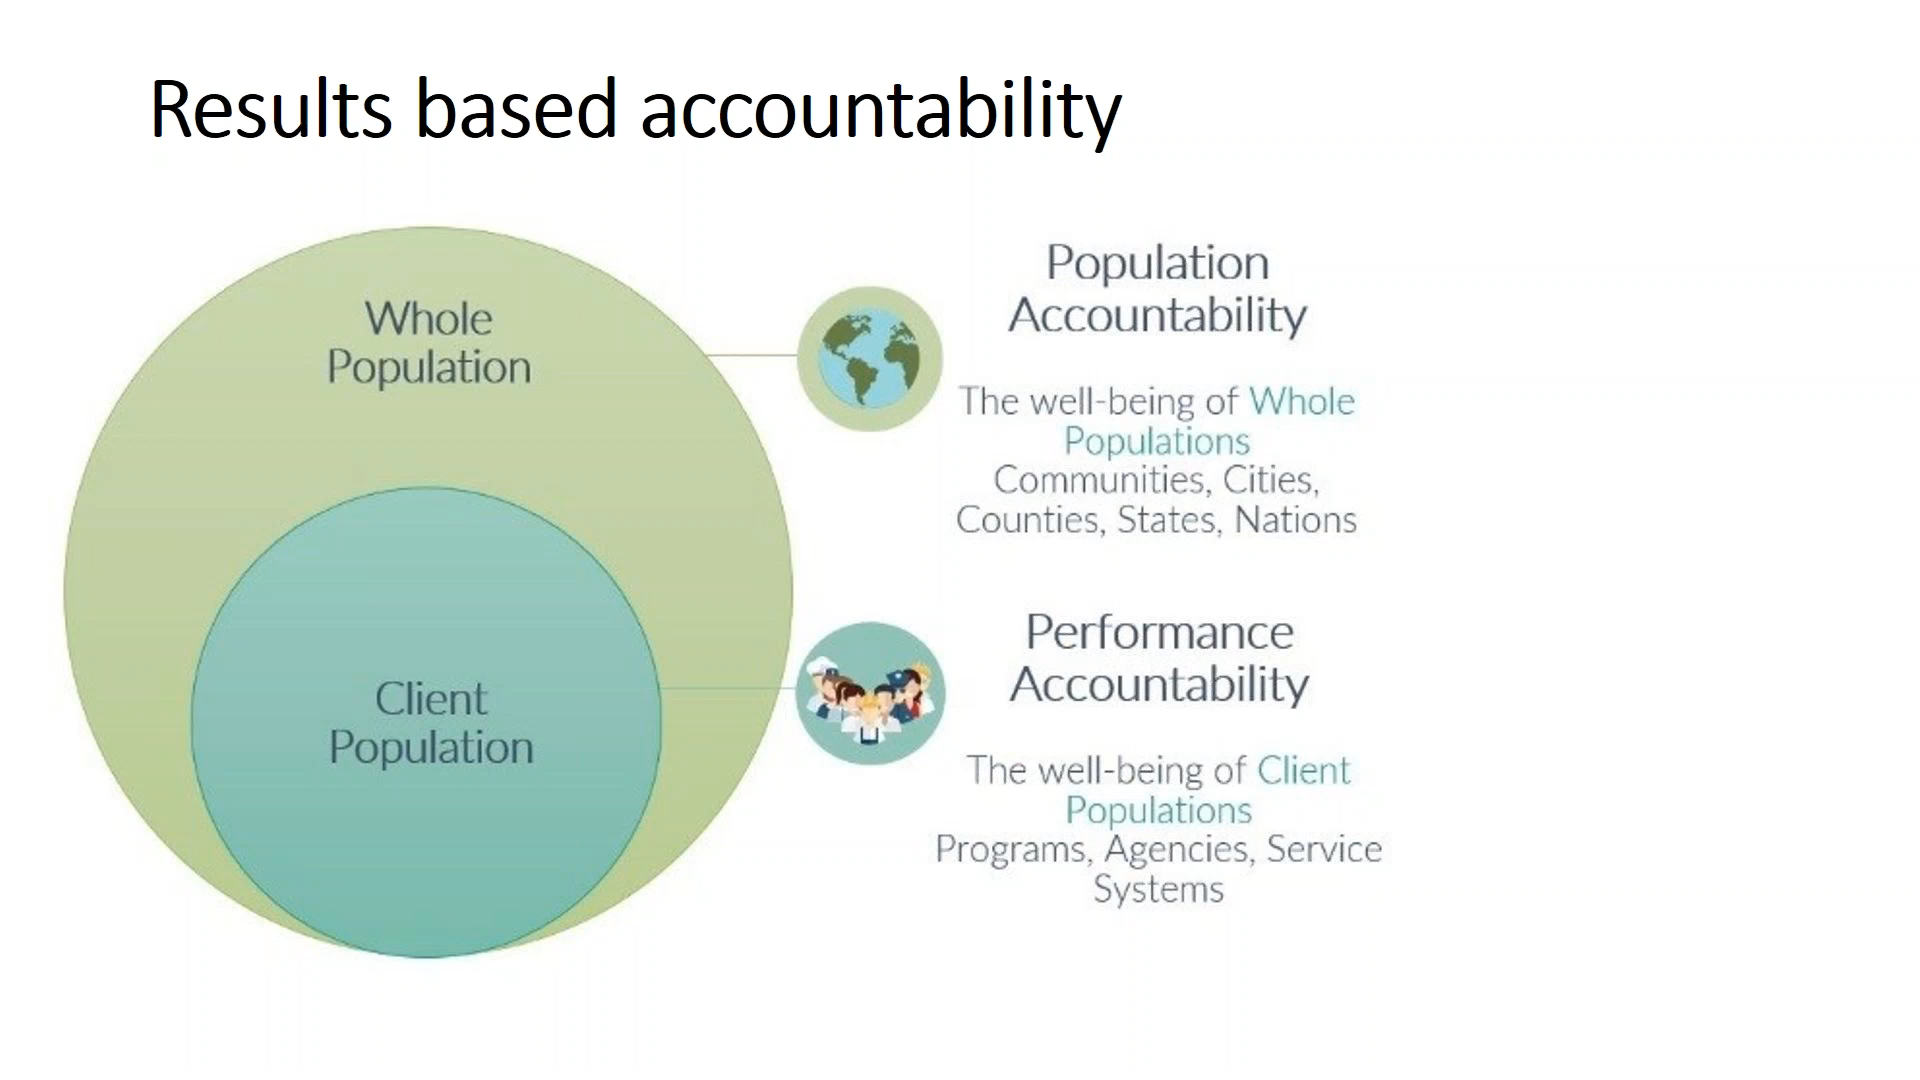 Results based accountability
Whole
Population
Client
Population
Population
Accountability
The well-being of Whole
Populations
Communities, Cities,
Counties, States, Nations
Performance
Accountability
The well-being of Client
Populations
Programs, Agencies, Service
Systems